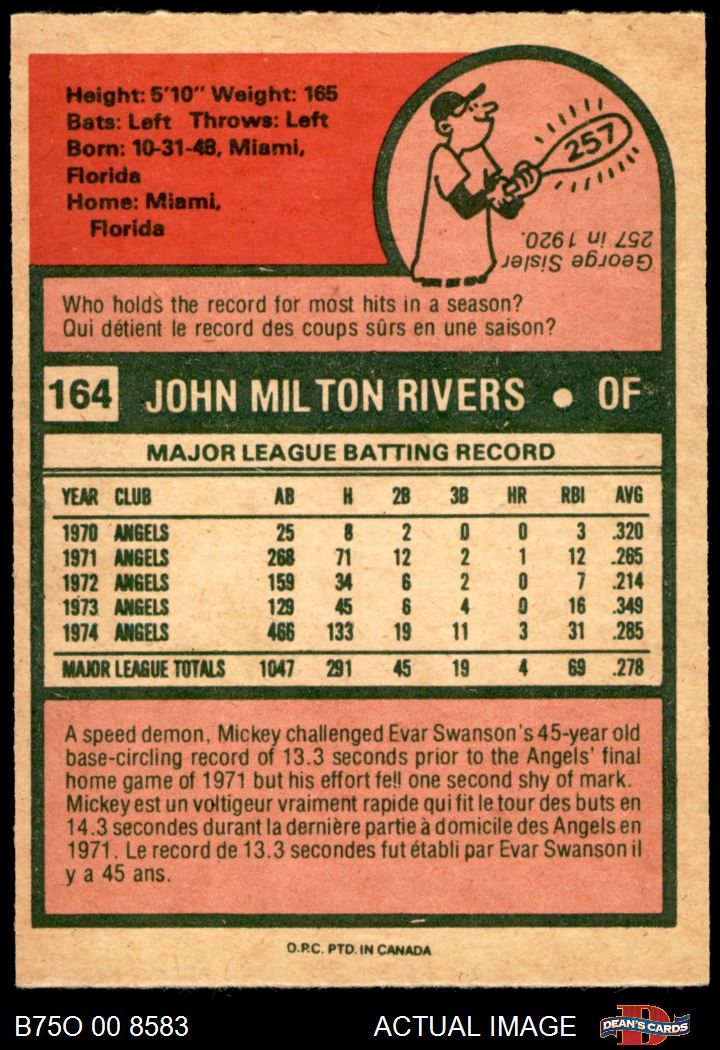 Height: 5'10" Weight: 165
Bats: Left Throws: Left
Born: 10-31-48, Miami,
Florida
Home: Miami,
Florida
257
George Sisler
257 in 1920.
Who holds the record for most hits in a season?
Qui détient le record des coups sûrs en une saison?
164 JOHN MILTON RIVERS • OF
MAJOR LEAGUE BATTING RECORD
YEAR CLUB AB H 2B 3B HR RBI AVG
1970 ANGELS 25 8 2 0 0 3 .320
1971 ANGELS 268 71 12 2 1 12 .265
1972 ANGELS 159 34 6 2 0 7 .214
1973 ANGELS 129 45 6 4 0 16 .349
1974 ANGELS 466 133 19 11 3 31 .285
MAJOR LEAGUE TOTALS 1047 291 45 19 4 69 .278
A speed demon, Mickey challenged Evar Swanson's 45-year old
base-circling record of 13.3 seconds prior to the Angels' final
home game of 1971 but his effort fell one second shy of mark.
Mickey est un voltigeur vraiment rapide qui fit le tour des buts en
14.3 secondes durant la dernière partie à domicile des Angels en
1971. Le record de 13.3 secondes fut établi par Evar Swanson il
y a 45 ans.
O.P.C. PTD. IN CANADA
B75O 00 8583 ACTUAL IMAGE DEAN'S CARDS